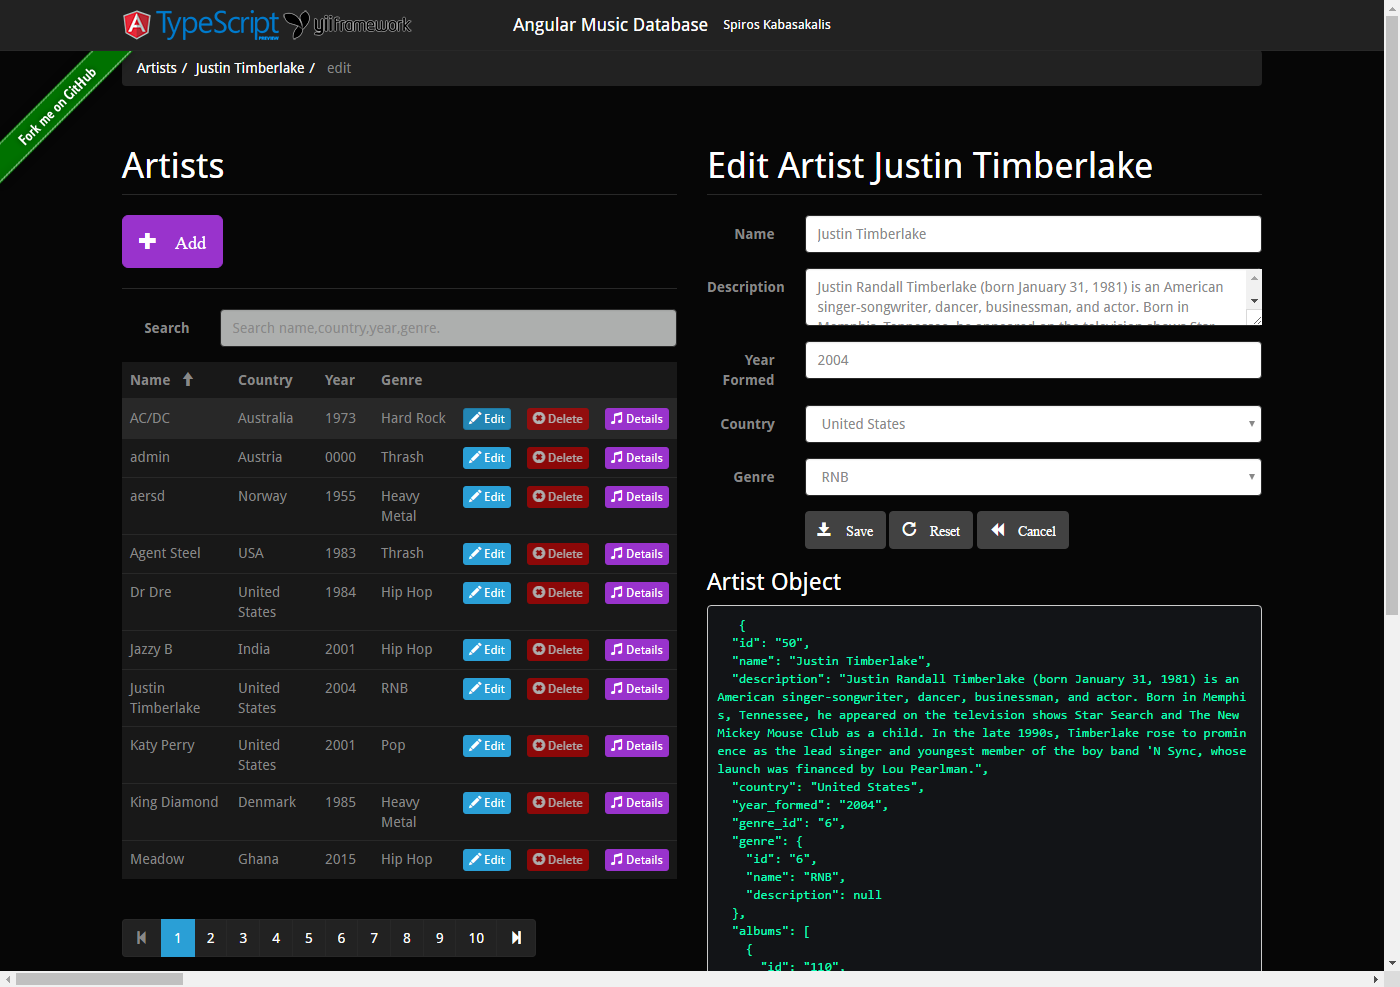 TypeScript PREVIEW yiiframework Angular Music Database Spiros Kabasakalis
Fork me on GitHub
Artists / Justin Timberlake / edit
Artists
Add
Search Search name,country,year,genre.
Name Country Year Genre
AC/DC Australia 1973 Hard Rock Edit Delete Details
admin Austria 0000 Thrash Edit Delete Details
aersd Norway 1955 Heavy Edit Delete Details
Metal
Agent Steel USA 1983 Thrash Edit Delete Details
Dr Dre United 1984 Hip Hop Edit Delete Details
States
Jazzy B India 2001 Hip Hop Edit Delete Details
Justin United 2004 RNB Edit Delete Details
Timberlake States
Katy Perry United 2001 Pop Edit Delete Details
States
King Diamond Denmark 1985 Heavy Edit Delete Details
Metal
Meadow Ghana 2015 Hip Hop Edit Delete Details
1 2 3 4 5 6 7 8 9 10
Edit Artist Justin Timberlake
Name Justin Timberlake
Description Justin Randall Timberlake (born January 31, 1981) is an American
singer-songwriter, dancer, businessman, and actor. Born in
Memphis, Tennessee, he appeared on the television shows Star
Year 2004
Formed
Country United States
Genre RNB
Save Reset Cancel
Artist Object
{
"id": "50",
"name": "Justin Timberlake",
"description": "Justin Randall Timberlake (born January 31, 1981) is an
American singer-songwriter, dancer, businessman, and actor. Born in Memphi
s, Tennessee, he appeared on the television shows Star Search and The New
Mickey Mouse Club as a child. In the late 1990s, Timberlake rose to promin
ence as the lead singer and youngest member of the boy band 'N Sync, whose
launch was financed by Lou Pearlman.",
"country": "United States",
"year_formed": "2004",
"genre_id": "6",
"genre": {
"id": "6",
"name": "RNB",
"description": null
},
"albums": [
{
"id": "110",